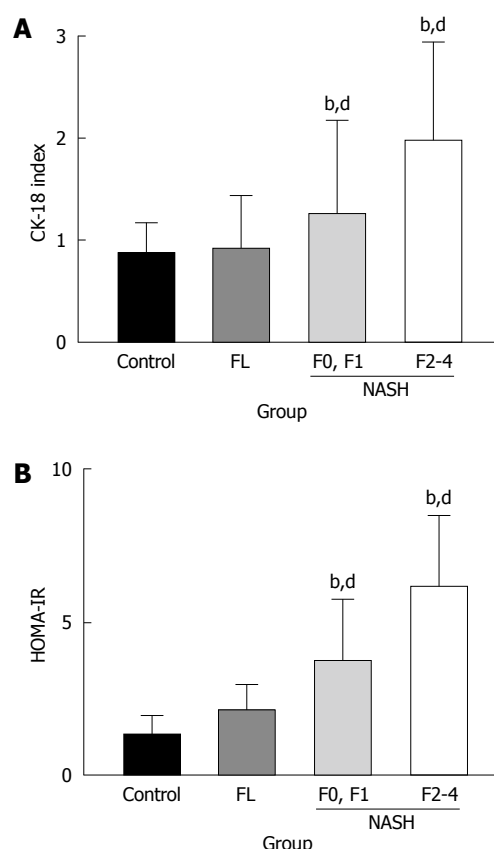 A
3
2
1
0
CK-18 index
b,d
b,d
Control FL F0, F1 F2-4
NASH
Group
B
10
5
0
HOMA-IR
b,d
b,d
Control FL F0, F1 F2-4
NASH
Group